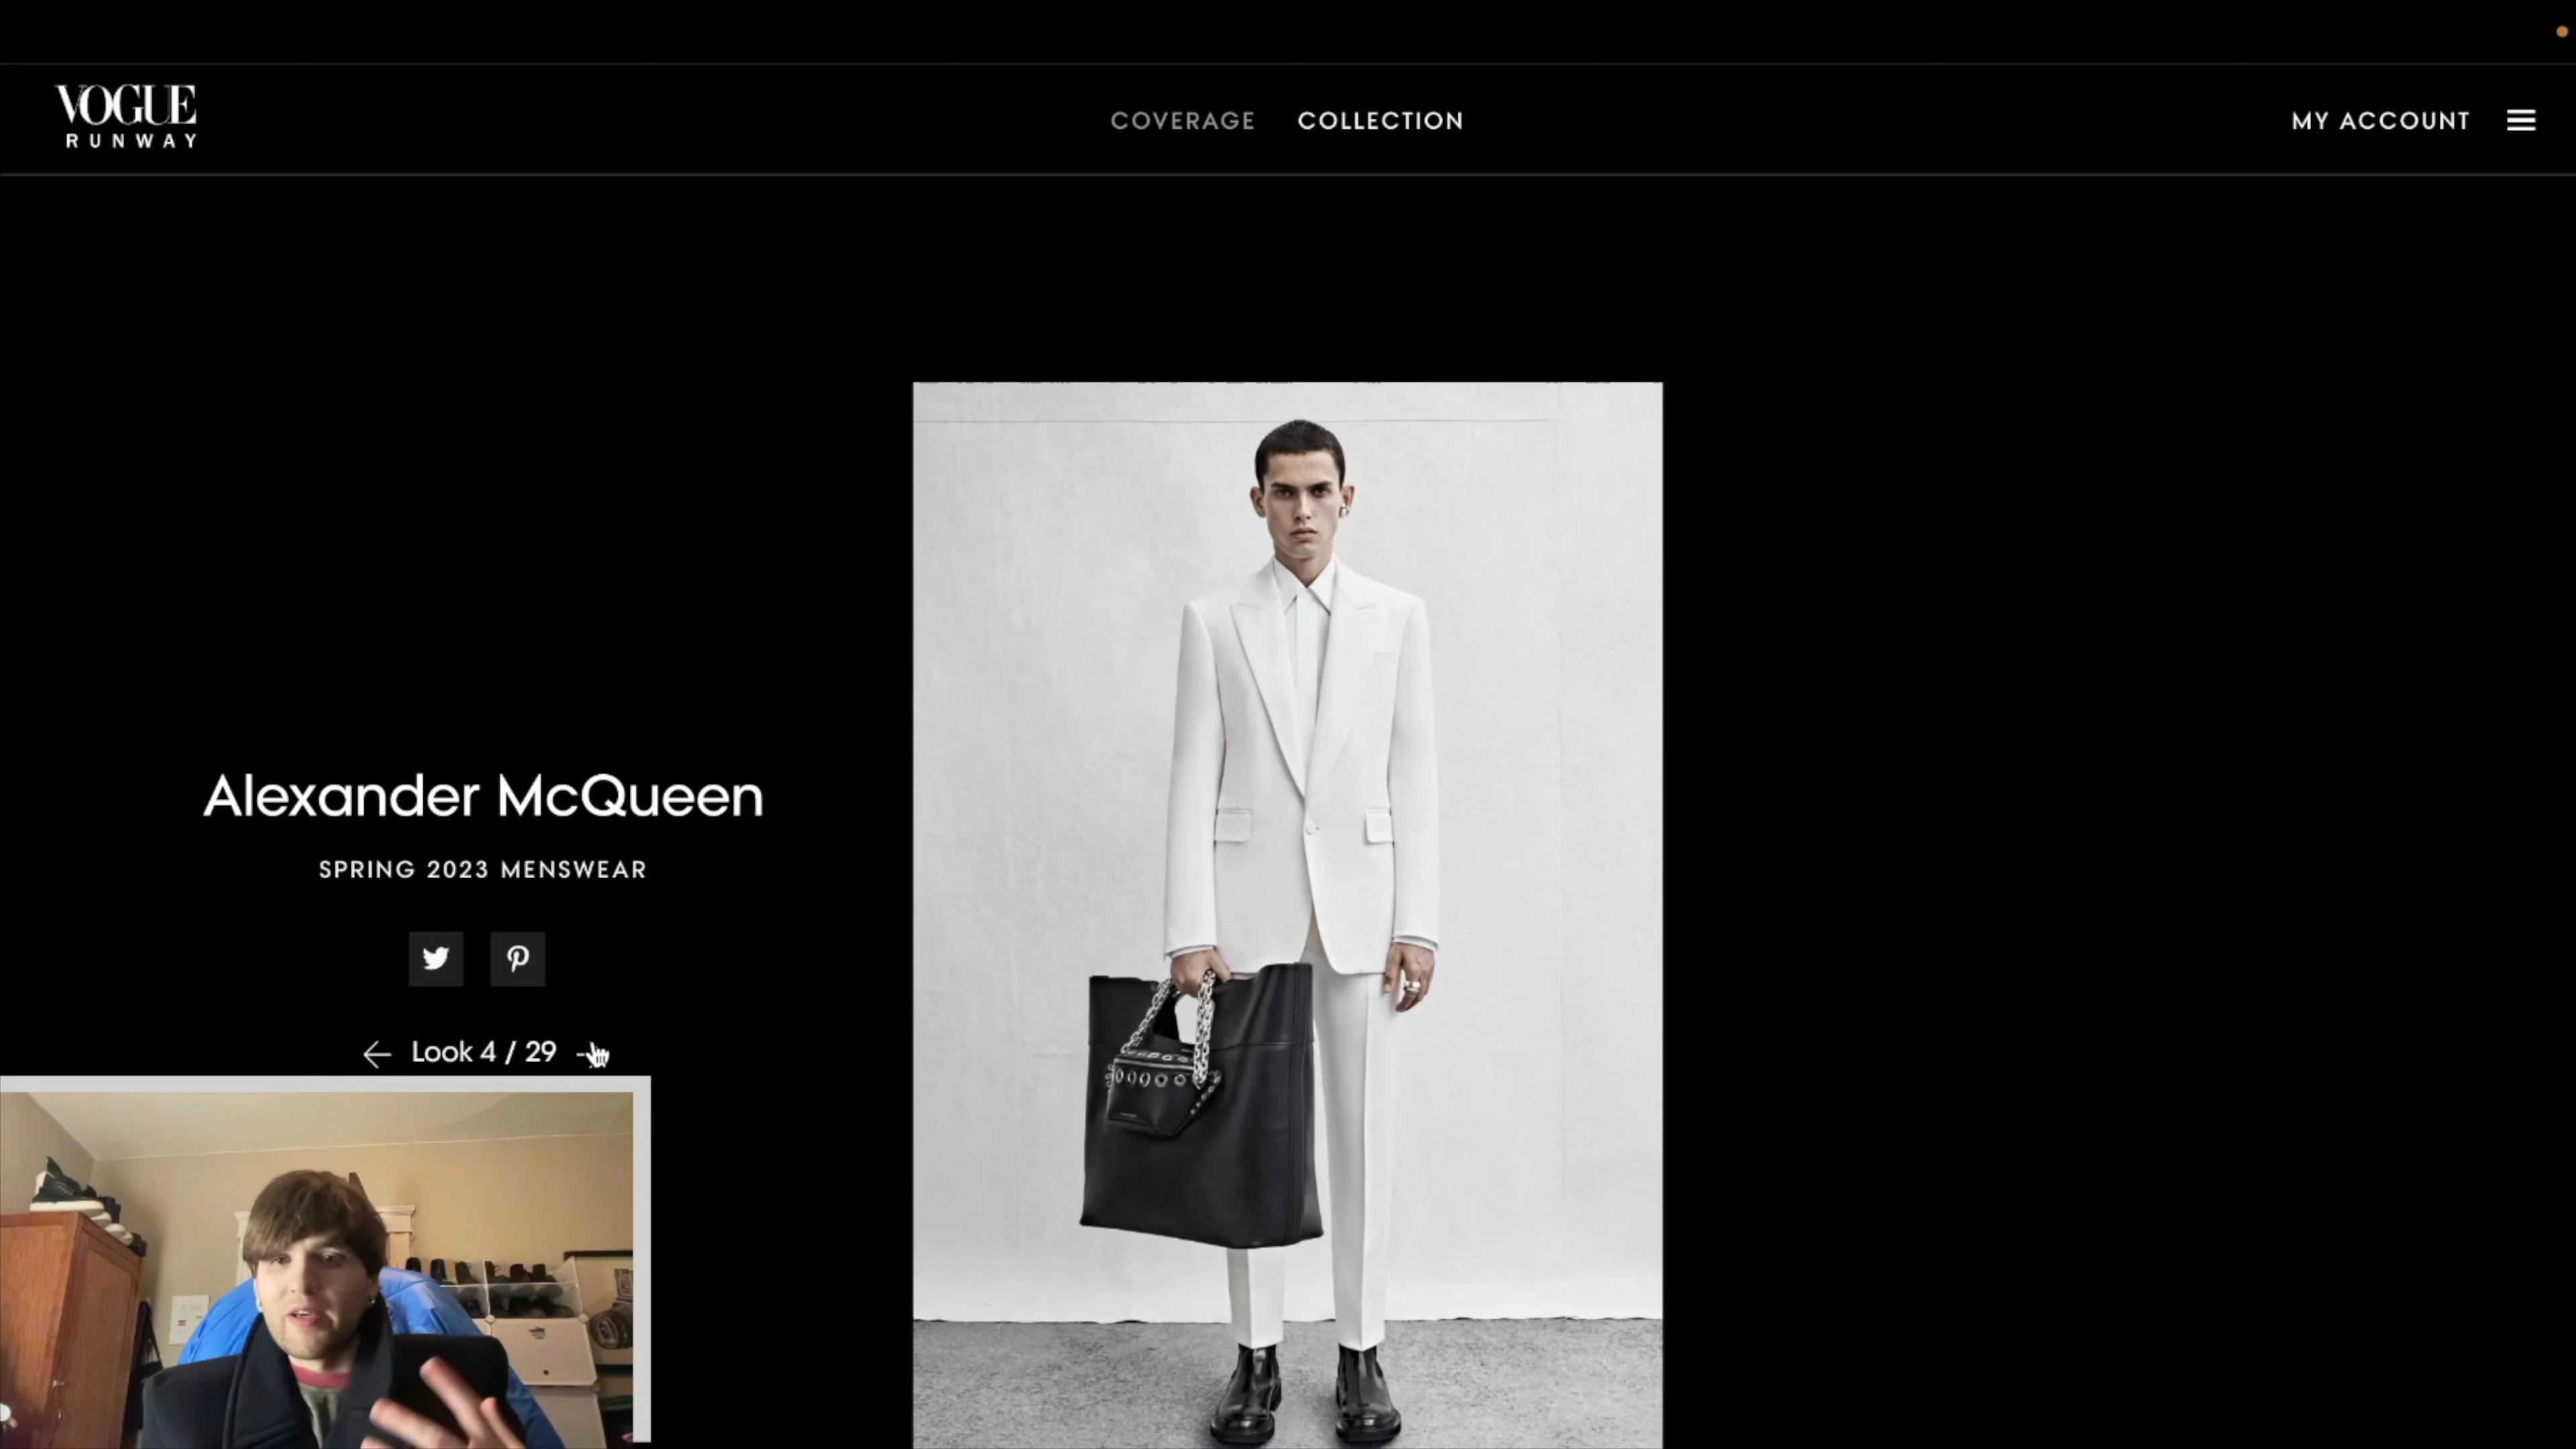 VOGUE
RUNWAY
COVERAGE COLLECTION
MY ACCOUNT
Alexander McQueen
SPRING 2023 MENSWEAR
Look 4 / 29